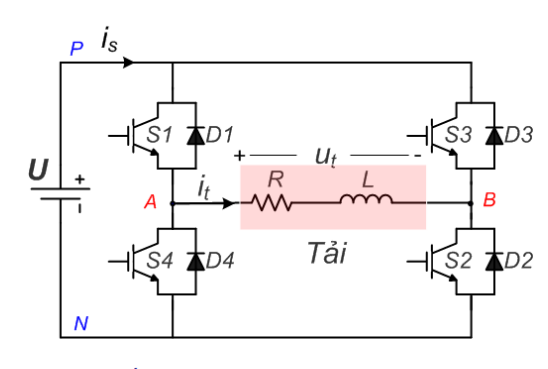 P
i_s
S1
D1
S3
D3
+ u_t -
U
+
-
R
L
A
i_t
B
Tải
S4
D4
S2
D2
N